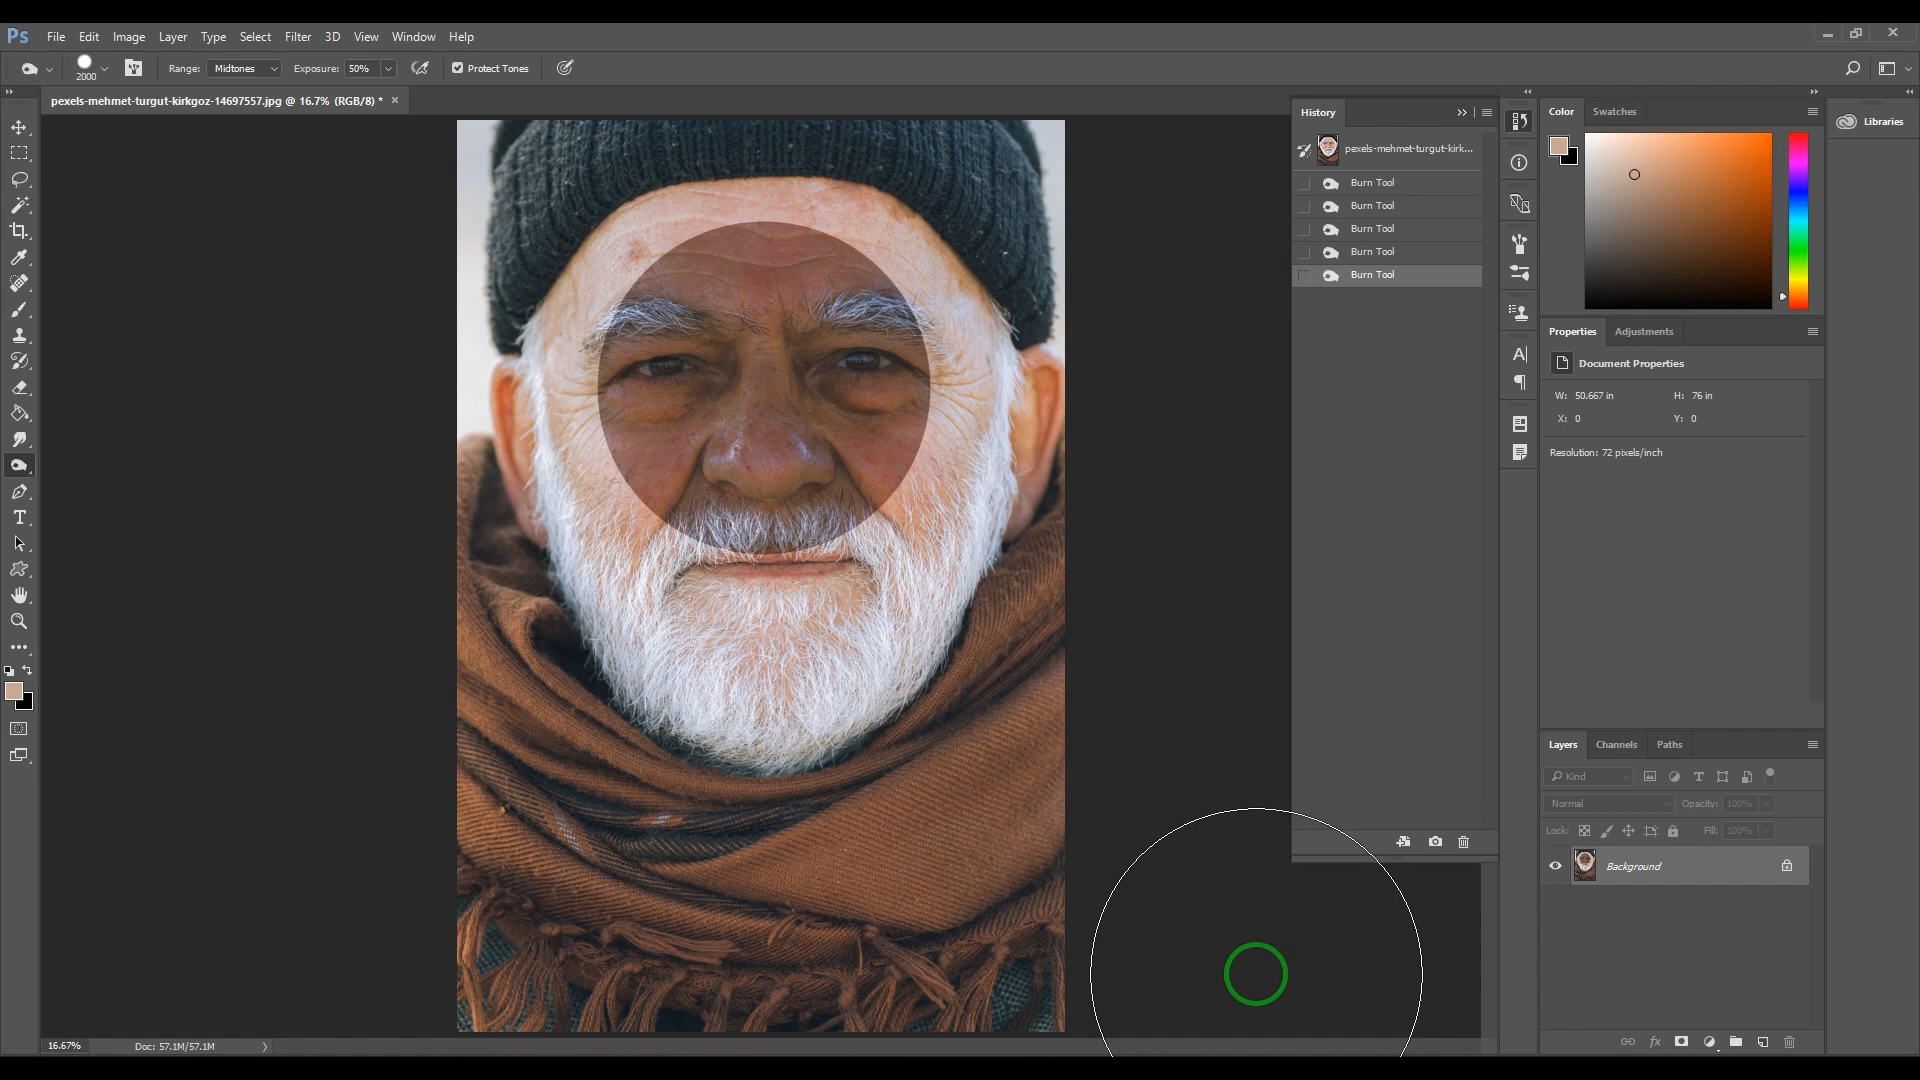 Ps File Edit Image Layer Type Select Filter 3D View Window Help
2000 Range: Midtones Exposure: 50% Protect Tones
pexels-mehmet-turgut-kirkgoz-14697557.jpg @ 16.7% (RGB/8) * ×
History
pexels-mehmet-turgut-kirk...
Burn Tool
Burn Tool
Burn Tool
Burn Tool
Burn Tool
Color Swatches
Libraries
Properties Adjustments
Document Properties
W: 50.667 in H: 76 in
X: 0 Y: 0
Resolution: 72 pixels/inch
Layers Channels Paths
Kind
Normal Opacity: 100%
Lock: Fill: 100%
Background
fx
16.67% Doc: 57.1M/57.1M